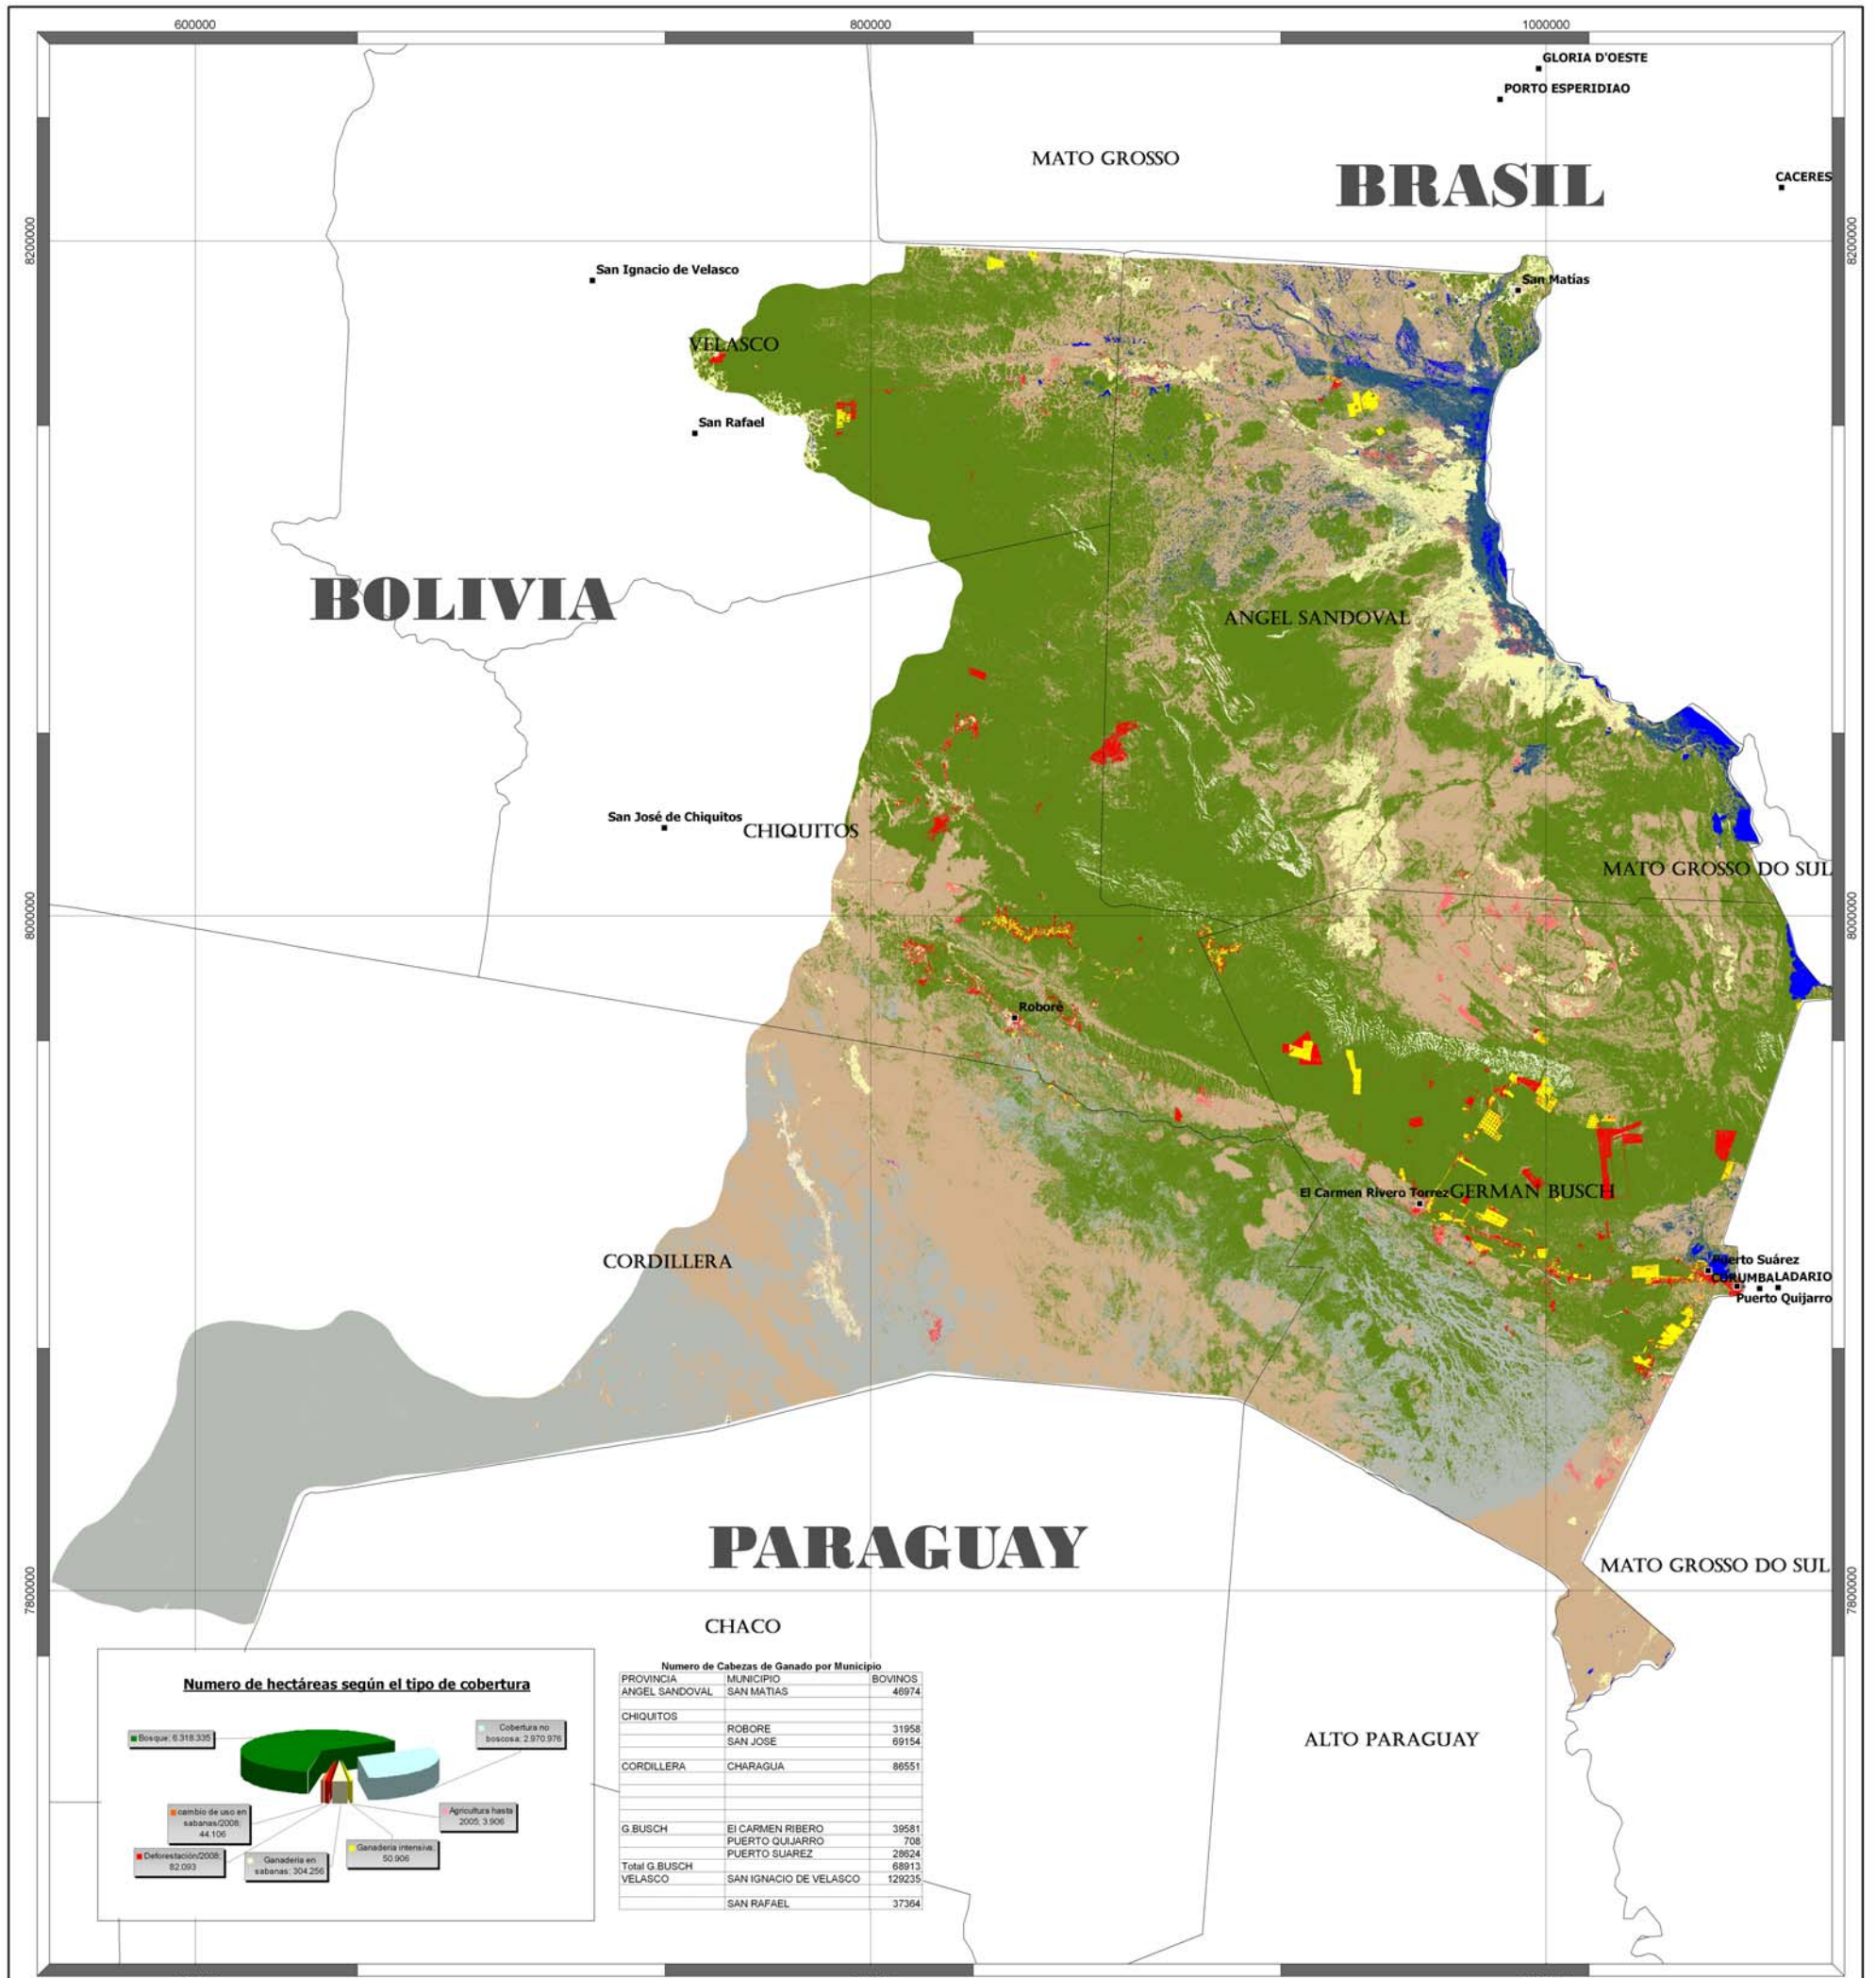 600000 800000 1000000
GLORIA D'OESTE
PORTO ESPERIDIAO
MATO GROSSO
BRASIL
CACERES
8200000 8200000
San Ignacio de Velasco
San Matías
VELASCO
San Rafael
BOLIVIA
ANGEL SANDOVAL
San José de Chiquitos
CHIQUITOS
MATO GROSSO DO SUL
8000000 8000000
Roboré
El Carmen Rivero Torrez
GERMAN BUSCH
CORDILLERA
Puerto Suárez
CORUMBA
LADARIO
Puerto Quijarro
PARAGUAY
MATO GROSSO DO SUL
7800000 7800000
CHACO
ALTO PARAGUAY
Numero de hectáreas según el tipo de cobertura
Bosque; 6.318.335
Cobertura no
boscosa; 2.970.976
cambio de uso en
sabanas/2008;
44.106
Agricultura hasta
2005; 3.906
Deforestación/2008;
82.093
Ganaderia en
sabanas; 304.256
Ganaderia intensiva;
50.906
Numero de Cabezas de Ganado por Municipio
PROVINCIA MUNICIPIO BOVINOS
ANGEL SANDOVAL SAN MATIAS 46974
CHIQUITOS
ROBORE 31958
SAN JOSE 69154
CORDILLERA CHARAGUA 86551
G.BUSCH El CARMEN RIBERO 39581
PUERTO QUIJARRO 708
PUERTO SUAREZ 28624
Total G.BUSCH 68913
VELASCO SAN IGNACIO DE VELASCO 129235
SAN RAFAEL 37364